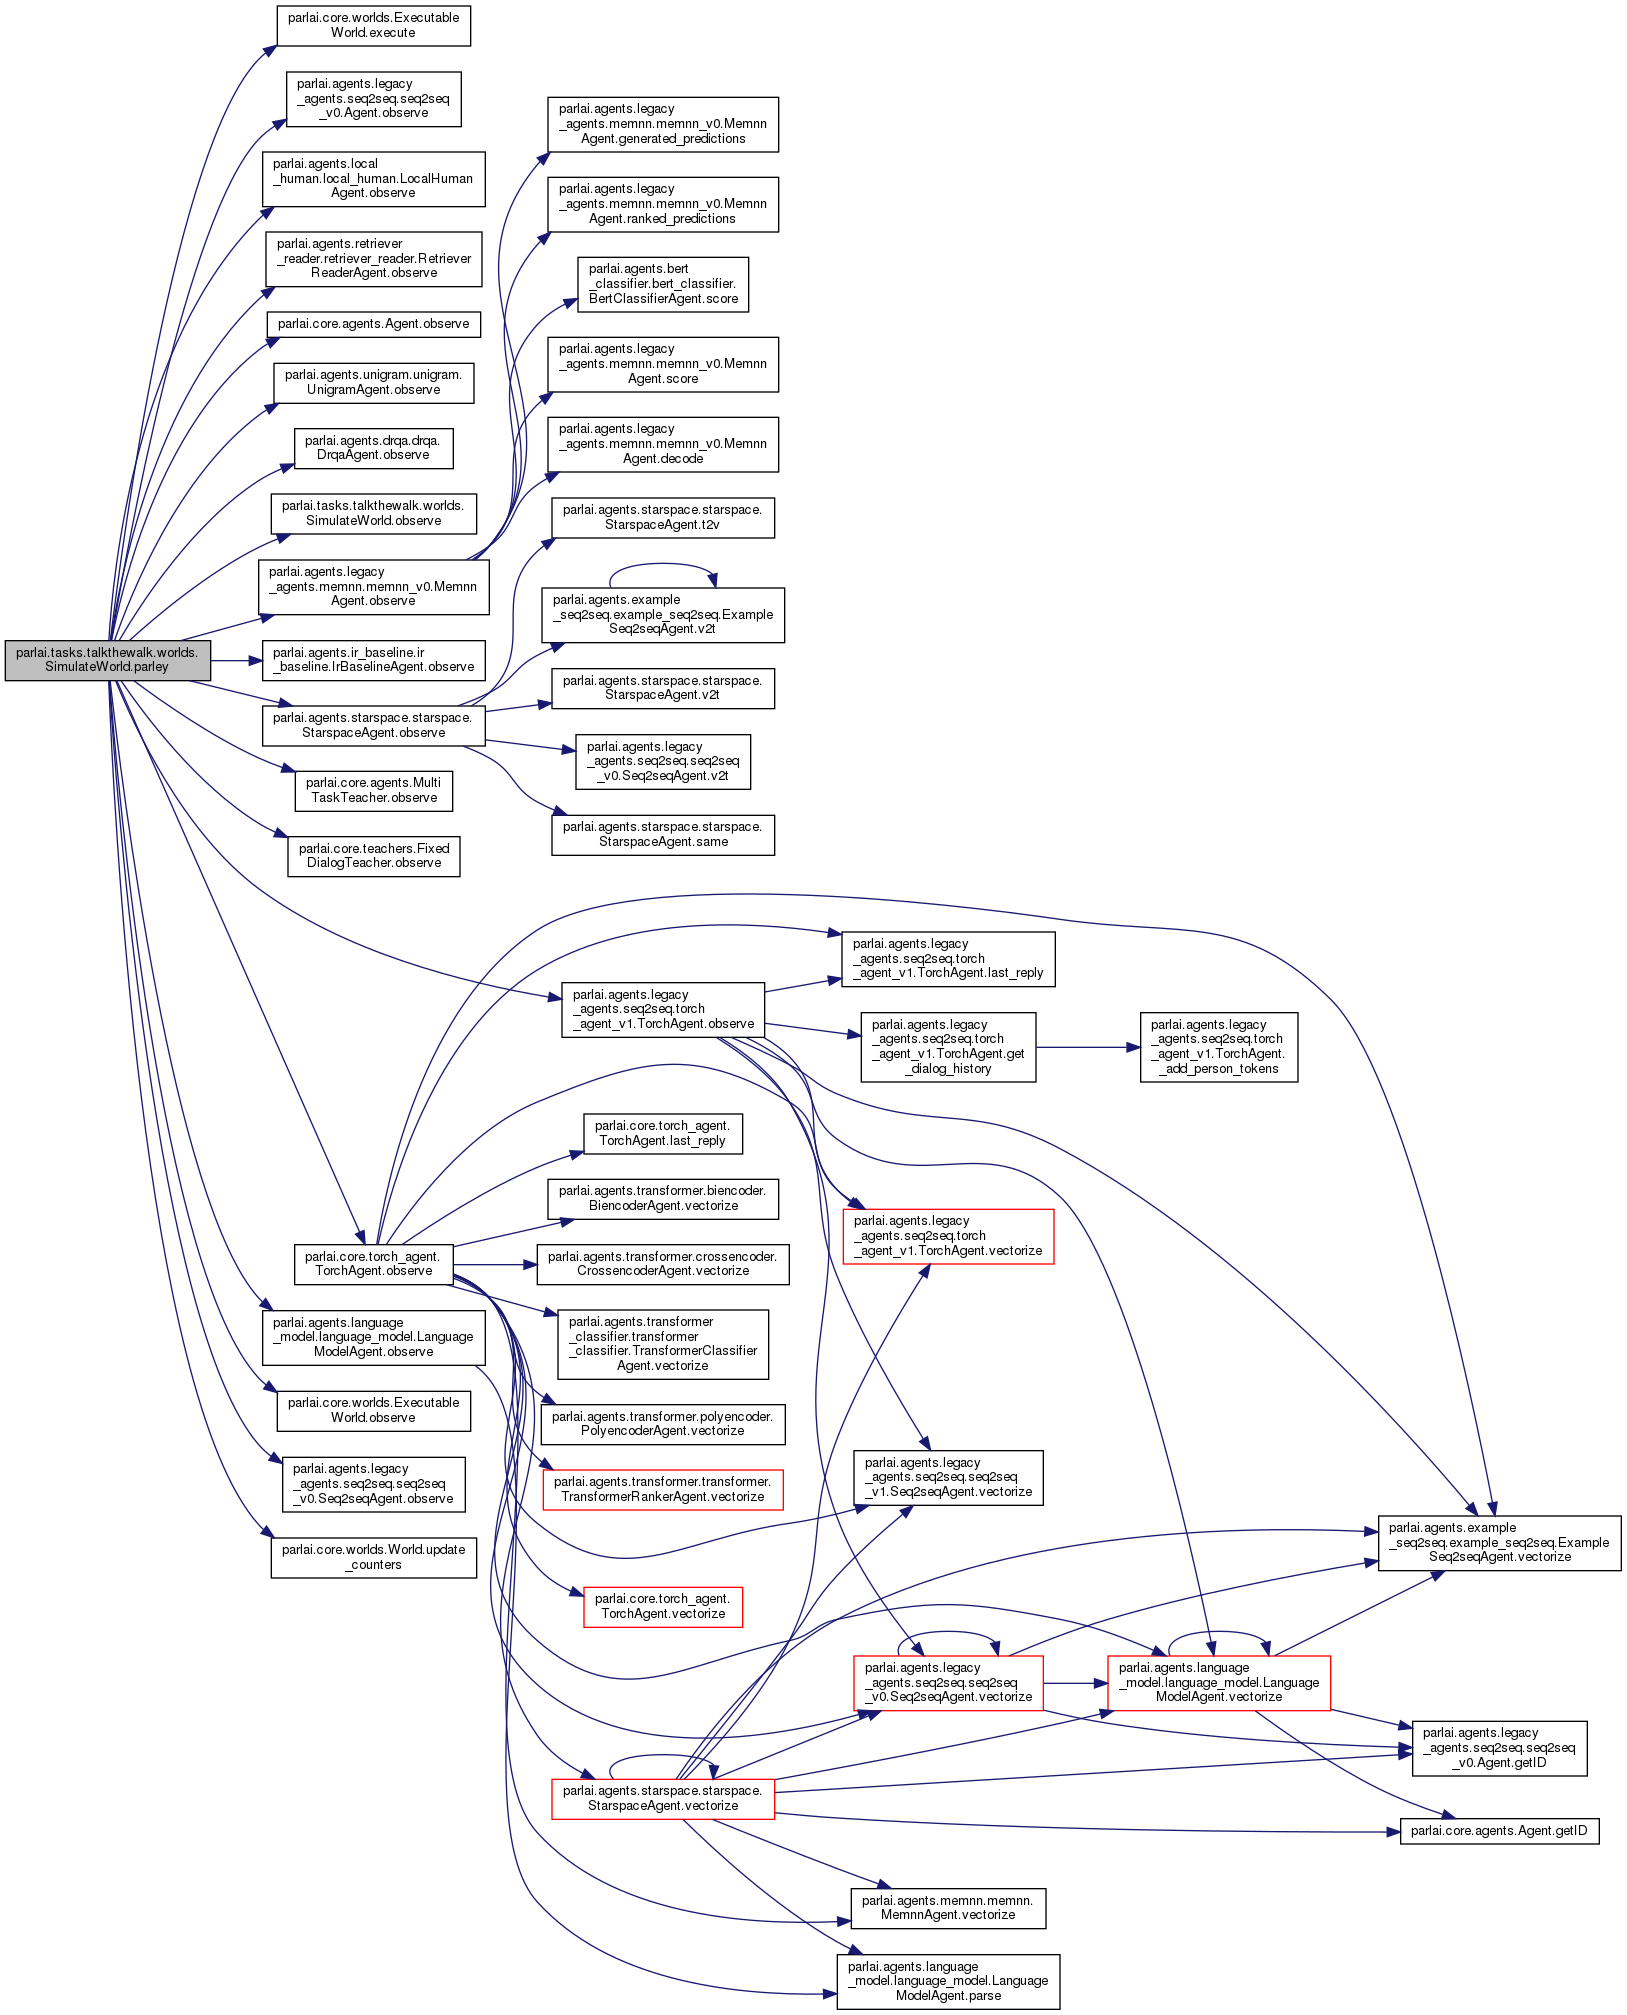 parlai.tasks.talkthewalk.worlds.
SimulateWorld.parley
parlai.core.worlds.Executable
World.execute
parlai.agents.legacy
_agents.seq2seq.seq2seq
_v0.Agent.observe
parlai.agents.local
_human.local_human.LocalHuman
Agent.observe
parlai.agents.retriever
_reader.retriever_reader.Retriever
ReaderAgent.observe
parlai.core.agents.Agent.observe
parlai.agents.unigram.unigram.
UnigramAgent.observe
parlai.agents.drqa.drqa.
DrqaAgent.observe
parlai.tasks.talkthewalk.worlds.
SimulateWorld.observe
parlai.agents.legacy
_agents.memnn.memnn_v0.Memnn
Agent.observe
parlai.agents.ir_baseline.ir
_baseline.IrBaselineAgent.observe
parlai.agents.starspace.starspace.
StarspaceAgent.observe
parlai.core.agents.Multi
TaskTeacher.observe
parlai.core.teachers.Fixed
DialogTeacher.observe
parlai.core.torch_agent.
TorchAgent.observe
parlai.agents.language
_model.language_model.Language
ModelAgent.observe
parlai.core.worlds.Executable
World.observe
parlai.agents.legacy
_agents.seq2seq.seq2seq
_v0.Seq2seqAgent.observe
parlai.core.worlds.World.update
_counters
parlai.agents.legacy
_agents.memnn.memnn_v0.Memnn
Agent.generated_predictions
parlai.agents.legacy
_agents.memnn.memnn_v0.Memnn
Agent.ranked_predictions
parlai.agents.bert
_classifier.bert_classifier.
BertClassifierAgent.score
parlai.agents.legacy
_agents.memnn.memnn_v0.Memnn
Agent.score
parlai.agents.legacy
_agents.memnn.memnn_v0.Memnn
Agent.decode
parlai.agents.starspace.starspace.
StarspaceAgent.t2v
parlai.agents.example
_seq2seq.example_seq2seq.Example
Seq2seqAgent.v2t
parlai.agents.starspace.starspace.
StarspaceAgent.v2t
parlai.agents.legacy
_agents.seq2seq.seq2seq
_v0.Seq2seqAgent.v2t
parlai.agents.starspace.starspace.
StarspaceAgent.same
parlai.agents.legacy
_agents.seq2seq.torch
_agent_v1.TorchAgent.observe
parlai.core.torch_agent.
TorchAgent.last_reply
parlai.agents.transformer.biencoder.
BiencoderAgent.vectorize
parlai.agents.transformer.crossencoder.
CrossencoderAgent.vectorize
parlai.agents.transformer
_classifier.transformer
_classifier.TransformerClassifier
Agent.vectorize
parlai.agents.transformer.polyencoder.
PolyencoderAgent.vectorize
parlai.agents.transformer.transformer.
TransformerRankerAgent.vectorize
parlai.core.torch_agent.
TorchAgent.vectorize
parlai.agents.starspace.starspace.
StarspaceAgent.vectorize
parlai.agents.legacy
_agents.seq2seq.torch
_agent_v1.TorchAgent.last_reply
parlai.agents.legacy
_agents.seq2seq.torch
_agent_v1.TorchAgent.get
_dialog_history
parlai.agents.legacy
_agents.seq2seq.torch
_agent_v1.TorchAgent.vectorize
parlai.agents.legacy
_agents.seq2seq.seq2seq
_v1.Seq2seqAgent.vectorize
parlai.agents.legacy
_agents.seq2seq.seq2seq
_v0.Seq2seqAgent.vectorize
parlai.agents.memnn.memnn.
MemnnAgent.vectorize
parlai.agents.language
_model.language_model.Language
ModelAgent.parse
parlai.agents.legacy
_agents.seq2seq.torch
_agent_v1.TorchAgent.
_add_person_tokens
parlai.agents.language
_model.language_model.Language
ModelAgent.vectorize
parlai.agents.example
_seq2seq.example_seq2seq.Example
Seq2seqAgent.vectorize
parlai.agents.legacy
_agents.seq2seq.seq2seq
_v0.Agent.getID
parlai.core.agents.Agent.getID